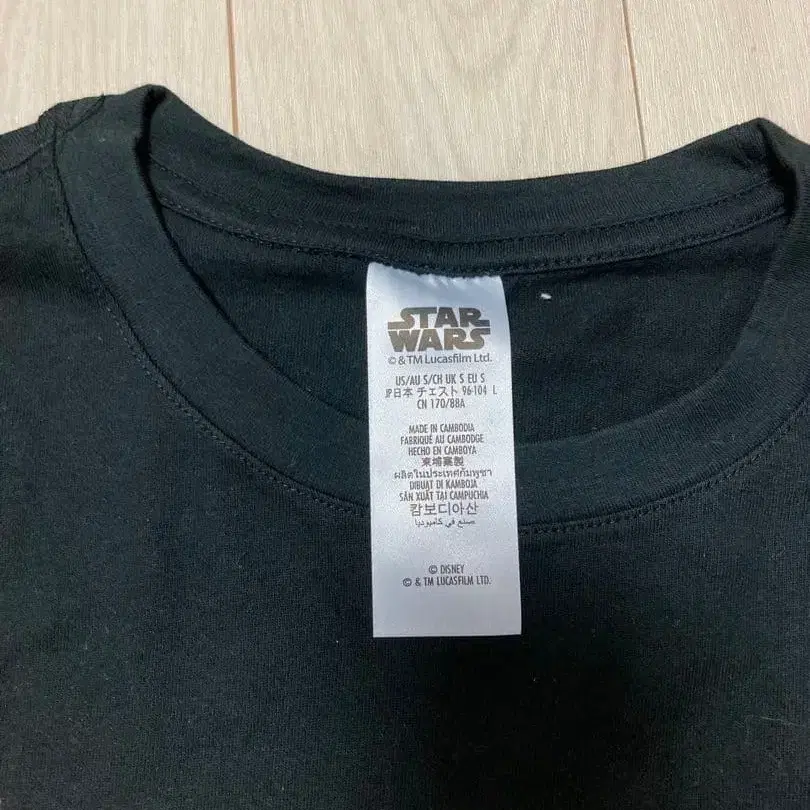 STAR
WARS
© & TM Lucasfilm Ltd.
US/AU S/CH UK S EU S
JP日本 チェスト 96-104 L
CN 170/88A
MADE IN CAMBODIA
FABRIQUÉ AU CAMBODGE
HECHO EN CAMBOYA
柬埔寨製
ผลิตในประเทศกัมพูชา
DIBUAT DI KAMBOJA
SẢN XUẤT TẠI CAMPUCHIA
캄보디아산
صنع في كامبوديا
© DISNEY
© & TM LUCASFILM LTD.